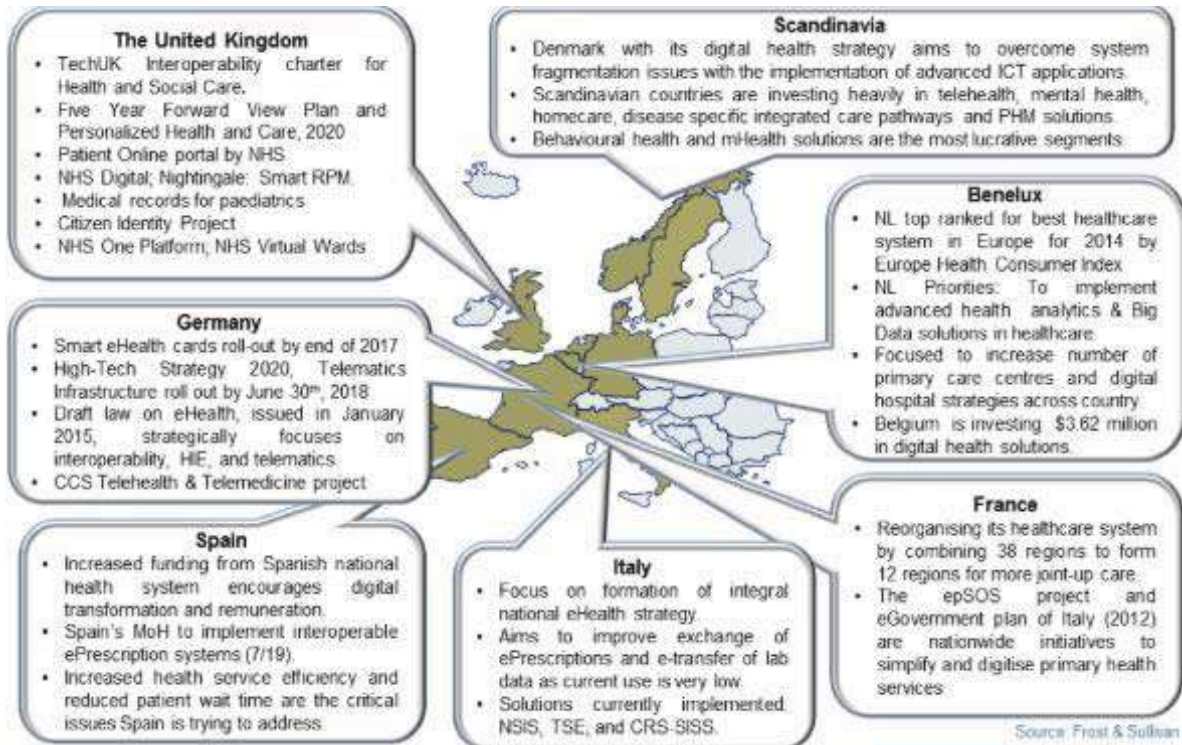 The United Kingdom
• TechUK Interoperability charter for
Health and Social Care.
• Five Year Forward View Plan and
Personalized Health and Care, 2020
• Patient Online portal by NHS
• NHS Digital; Nightingale: Smart RPM.
• Medical records for paediatrics
• Citizen Identity Project
• NHS One Platform; NHS Virtual Wards
Scandinavia
• Denmark with its digital health strategy aims to overcome system
fragmentation issues with the implementation of advanced ICT applications.
• Scandinavian countries are investing heavily in telehealth, mental health,
homecare, disease specific integrated care pathways and PHM solutions.
• Behavioural health and mHealth solutions are the most lucrative segments
Benelux
• NL top ranked for best healthcare
system in Europe for 2014 by
Europe Health Consumer Index
• NL Priorities: To implement
advanced health analytics & Big
Data solutions in healthcare.
• Focused to increase number of
primary care centres and digital
hospital strategies across country
• Belgium is investing $3.62 million
in digital health solutions.
Germany
• Smart eHealth cards roll-out by end of 2017
• High-Tech Strategy 2020, Telematics
Infrastructure roll out by June 30th, 2018
• Draft law on eHealth, issued in January
2015, strategically focuses on
interoperability, HIE, and telematics.
• CCS Telehealth & Telemedicine project
Spain
• Increased funding from Spanish national
health system encourages digital
transformation and remuneration.
• Spain's MoH to implement interoperable
ePrescription systems (7/19).
• Increased health service efficiency and
reduced patient wait time are the critical
issues Spain is trying to address.
Italy
• Focus on formation of integral
national eHealth strategy
• Aims to improve exchange of
ePrescriptions and e-transfer of lab
data as current use is very low.
• Solutions currently implemented:
NSIS, TSE, and CRS-SISS.
France
• Reorganising its healthcare system
by combining 38 regions to form
12 regions for more joint-up care.
• The epSOS project and
eGovernment plan of Italy (2012)
are nationwide initiatives to
simplify and digitise primary health
services
Source: Frost & Sullivan